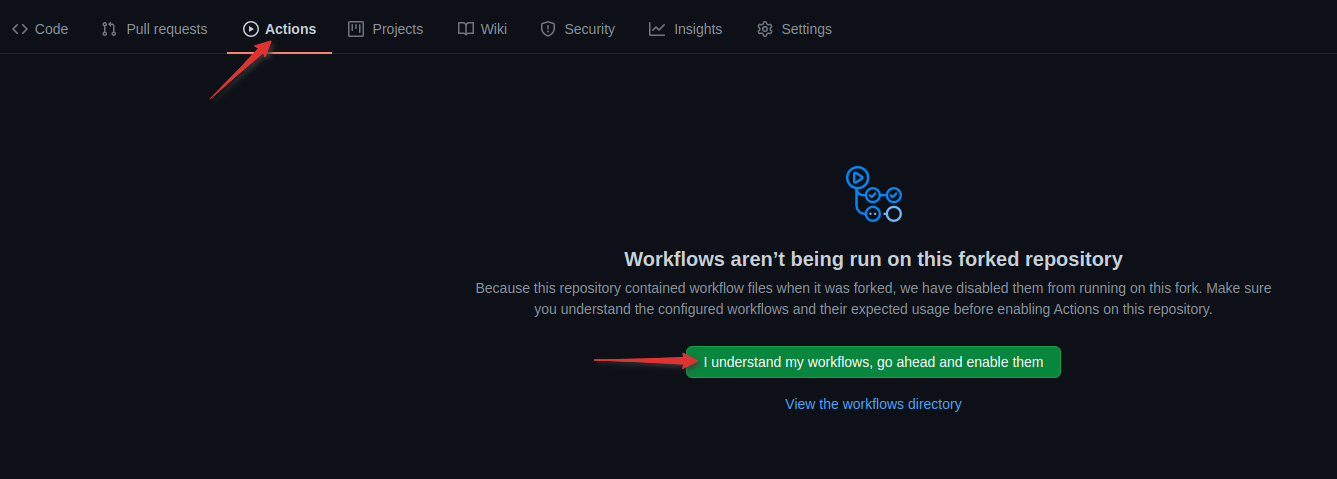 Code Pull requests Actions Projects Wiki Security Insights Settings
Workflows aren’t being run on this forked repository
Because this repository contained workflow files when it was forked, we have disabled them from running on this fork. Make sure
you understand the configured workflows and their expected usage before enabling Actions on this repository.
I understand my workflows, go ahead and enable them
View the workflows directory